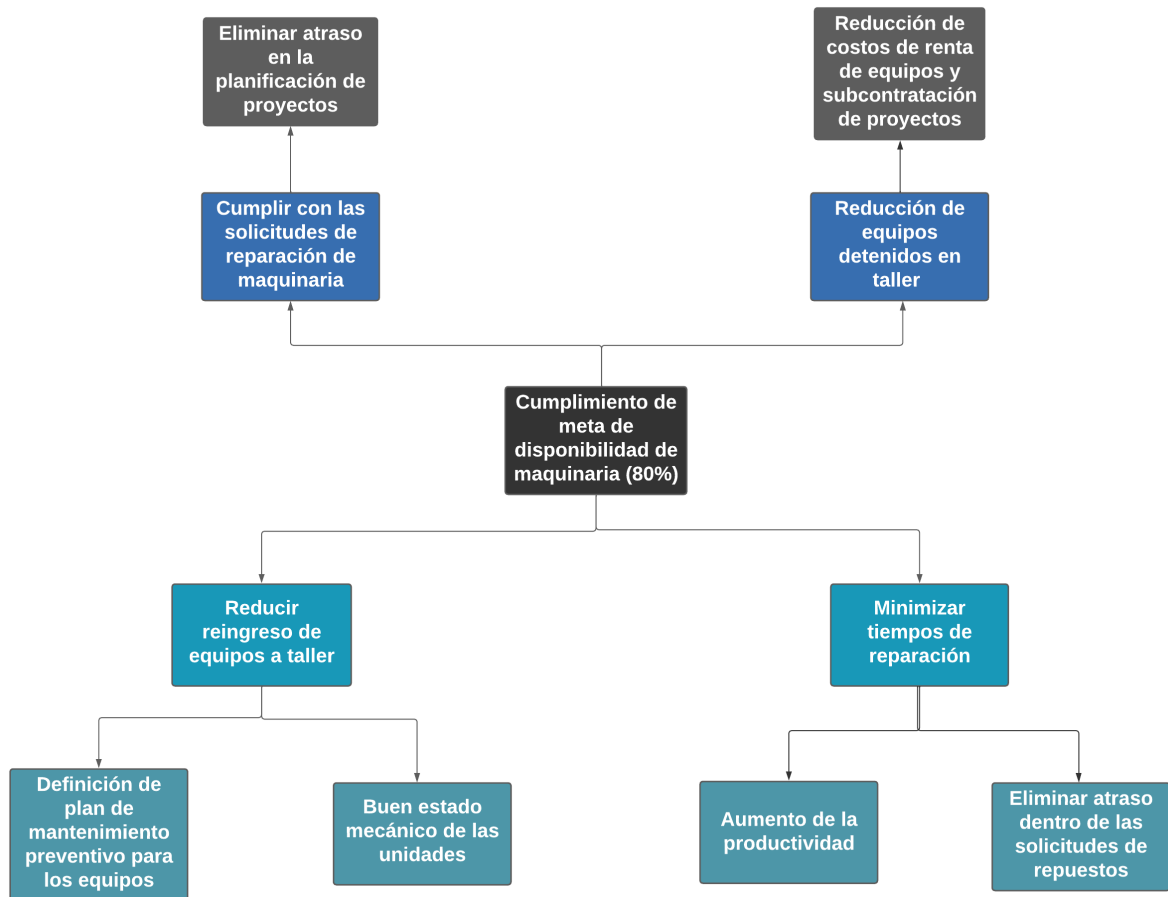 Eliminar atraso
en la
planificación de
proyectos
Reducción de
costos de renta
de equipos y
subcontratación
de proyectos
Cumplir con las
solicitudes de
reparación de
maquinaria
Reducción de
equipos
detenidos en
taller
Cumplimiento de
meta de
disponibilidad de
maquinaria (80%)
Reducir
reingreso de
equipos a taller
Minimizar
tiempos de
reparación
Definición de
plan de
mantenimiento
preventivo para
los equipos
Buen estado
mecánico de las
unidades
Aumento de la
productividad
Eliminar atraso
dentro de las
solicitudes de
repuestos